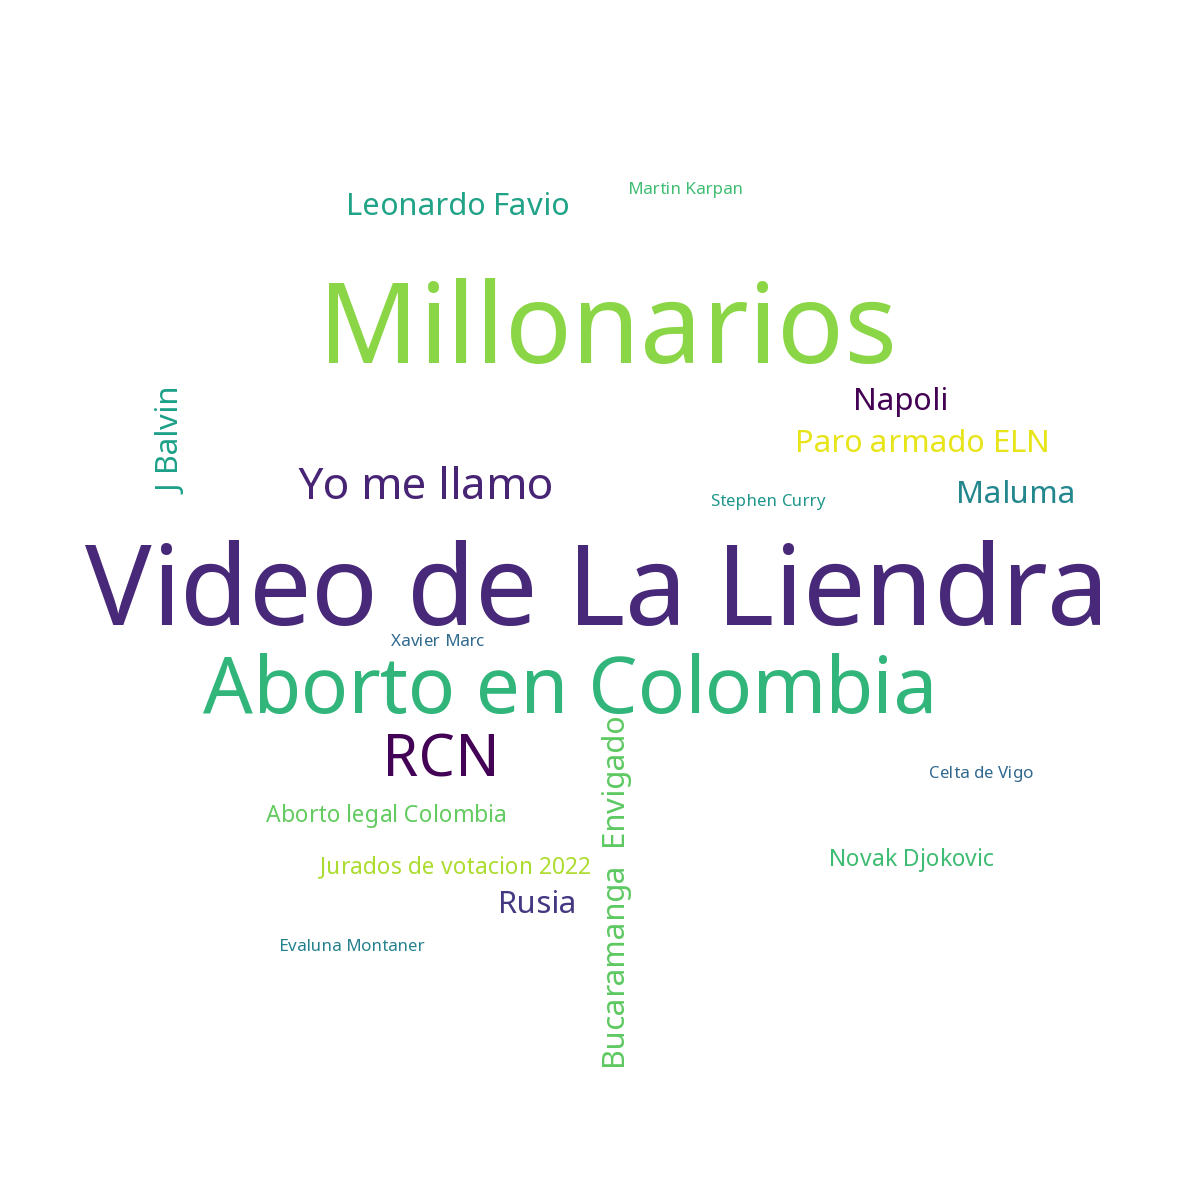 Martin Karpan
Leonardo Favio
Millonarios
J Balvin
Napoli
Paro armado ELN
Yo me llamo
Stephen Curry
Maluma
Video de La Liendra
Xavier Marc
Aborto en Colombia
RCN
Bucaramanga Envigado
Celta de Vigo
Aborto legal Colombia
Jurados de votacion 2022
Novak Djokovic
Rusia
Evaluna Montaner